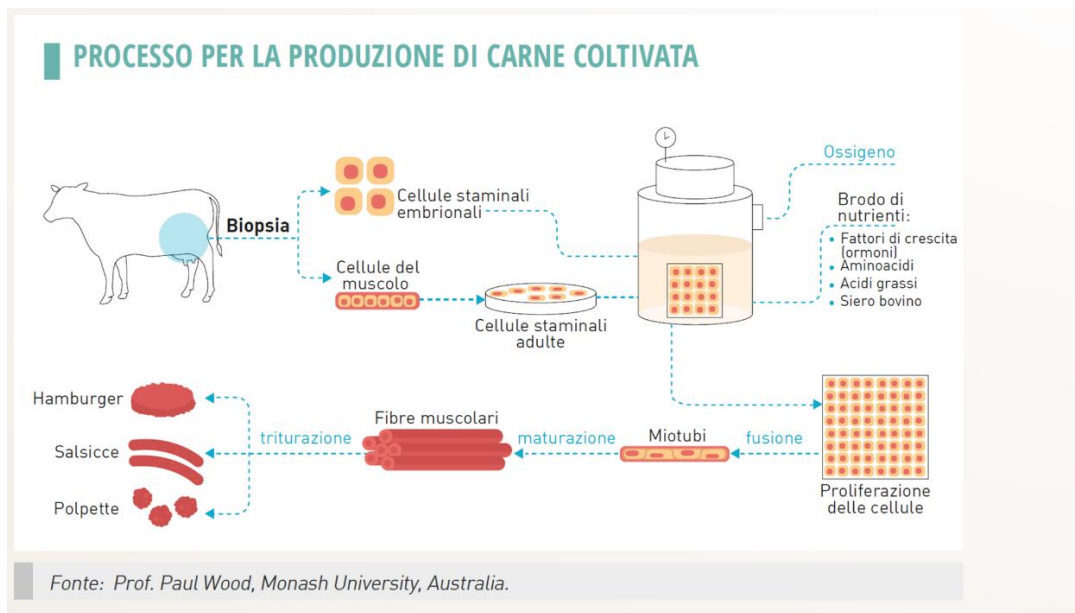 PROCESSO PER LA PRODUZIONE DI CARNE COLTIVATA
Biopsia
Cellule staminali
embrionali
Cellule del
muscolo
Cellule staminali
adulte
Ossigeno
Brodo di
nutrienti:
• Fattori di crescita
(ormoni)
• Aminoacidi
• Acidi grassi
• Siero bovino
Proliferazione
delle cellule
fusione
Miotubi
maturazione
Fibre muscolari
triturazione
Hamburger
Salsicce
Polpette
Fonte: Prof. Paul Wood, Monash University, Australia.